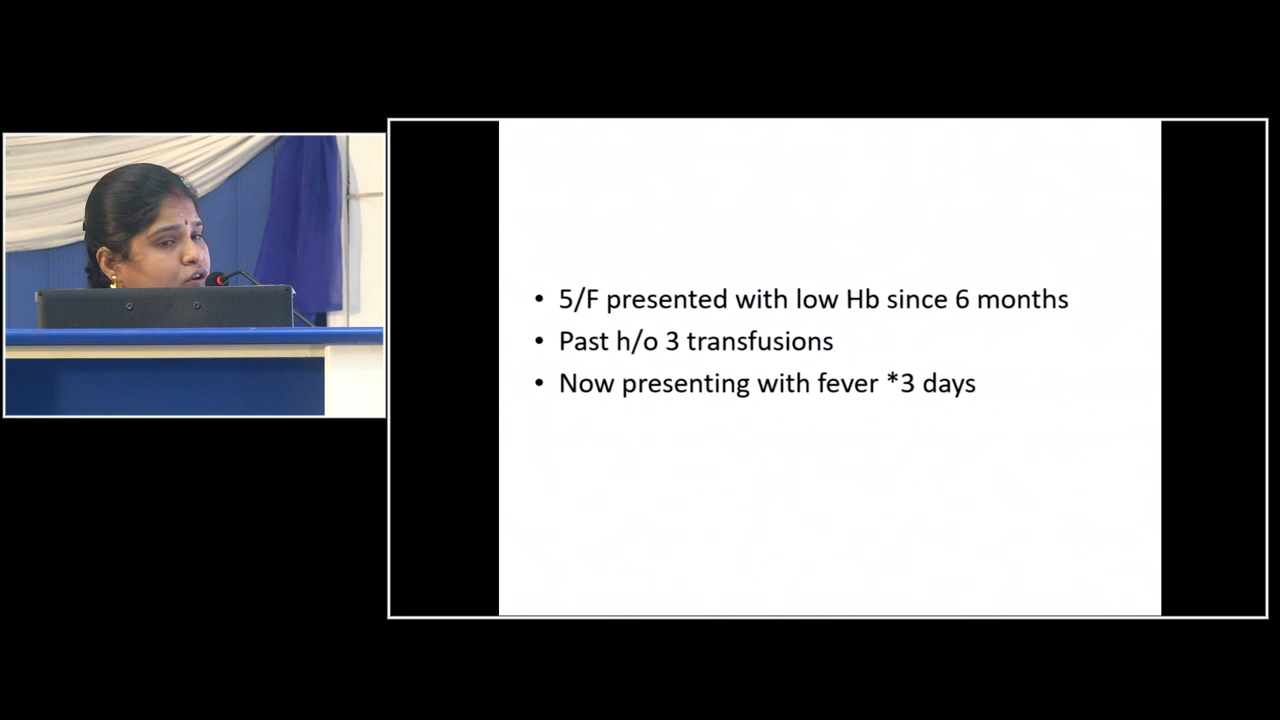 • 5/F presented with low Hb since 6 months
• Past h/o 3 transfusions
• Now presenting with fever *3 days